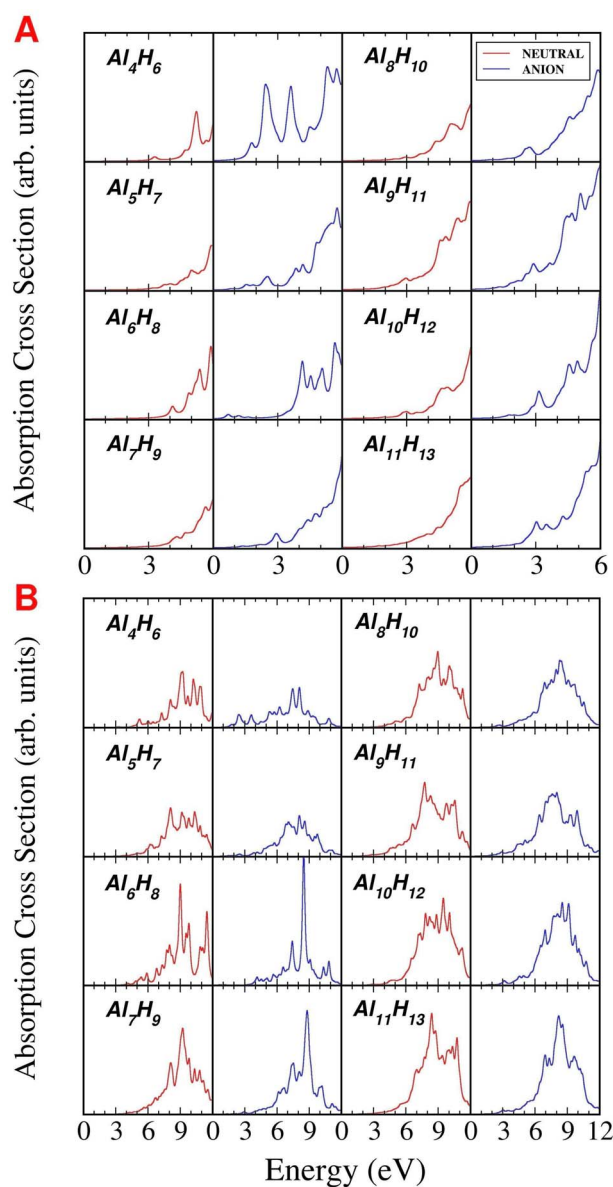 A
Absorption Cross Section (arb. units)
Al4H6
Al8H10
NEUTRAL
ANION
Al5H7
Al9H11
Al6H8
Al10H12
Al7H9
Al11H13
0 3 0 3 0 3 0 3 6
B
Absorption Cross Section (arb. units)
Al4H6
Al8H10
Al5H7
Al9H11
Al6H8
Al10H12
Al7H9
Al11H13
0 3 6 9 0 3 6 9 0 3 6 9 0 3 6 9 12
Energy (eV)